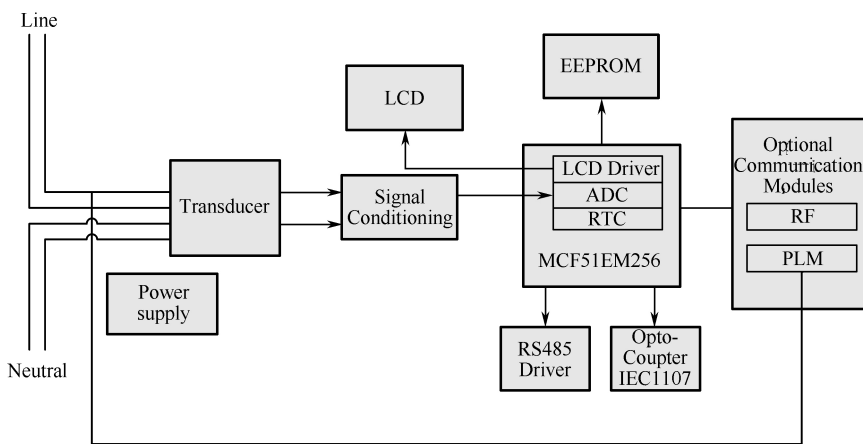 Line
EEPROM
LCD
Optional
Communication
Modules
RF
PLM
LCD Driver
ADC
RTC
MCF51EM256
Transducer
Signal
Conditioning
Power
supply
RS485
Driver
Opto-
Coupter
IEC1107
Neutral